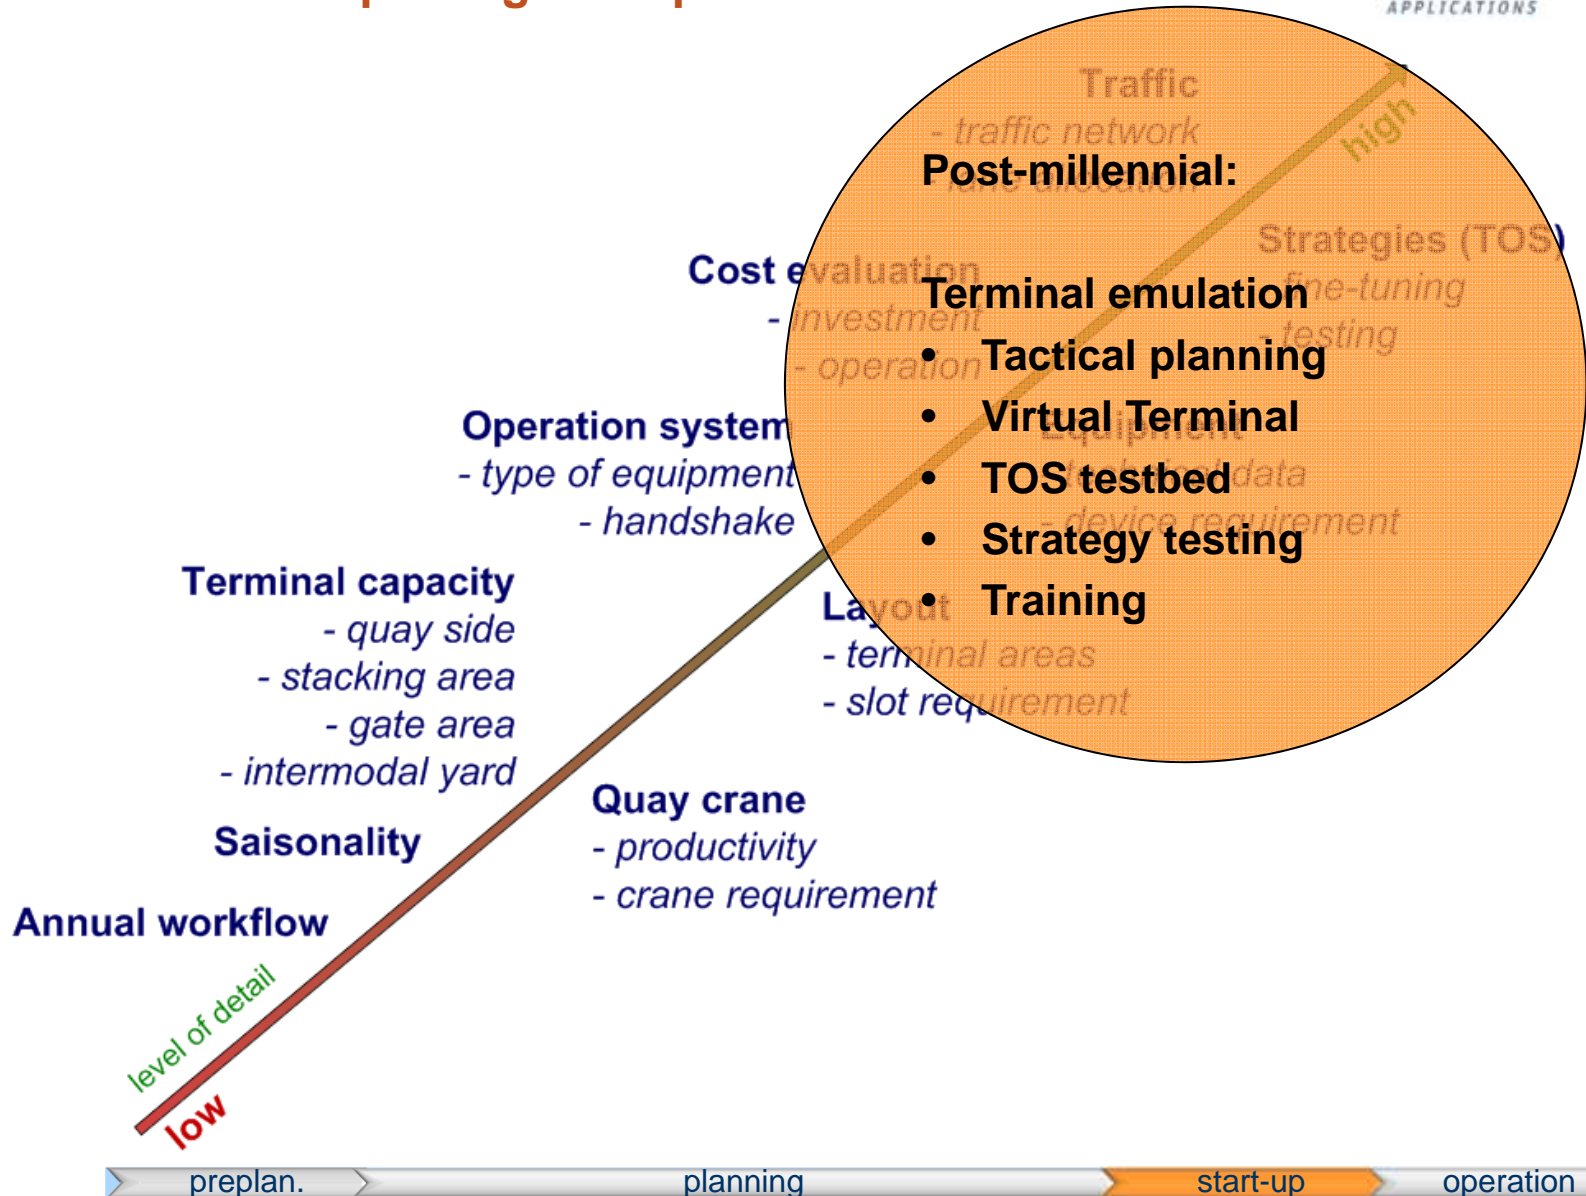 APPLICATIONS
Traffic
- traffic network
- lane allocation
high
Post-millennial:
Strategies (TOS)
- fine-tuning
- testing
Cost evaluation
- investment
- operation
Terminal emulation
• Tactical planning
• Virtual Terminal
• TOS testbed
• Strategy testing
• Training
Operation system
- type of equipment
- handshake
Equipment
- technical data
- device requirement
Terminal capacity
- quay side
- stacking area
- gate area
- intermodal yard
Layout
- terminal areas
- slot requirement
Saisonality
Quay crane
- productivity
- crane requirement
Annual workflow
level of detail
low
preplan.
planning
start-up
operation